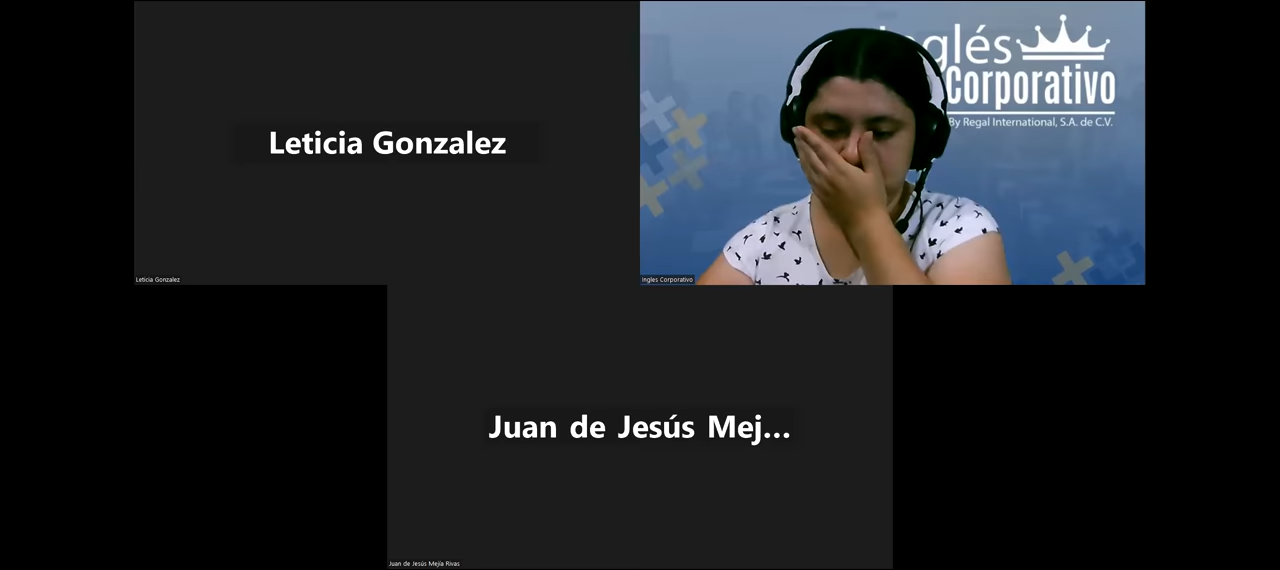 Leticia Gonzalez
Leticia Gonzalez
Inglés
Corporativo
By Regal International, S.A. de C.V.
Ingles Corporativo
Juan de Jesús Mej...
Juan de Jesús Mejía Rivas